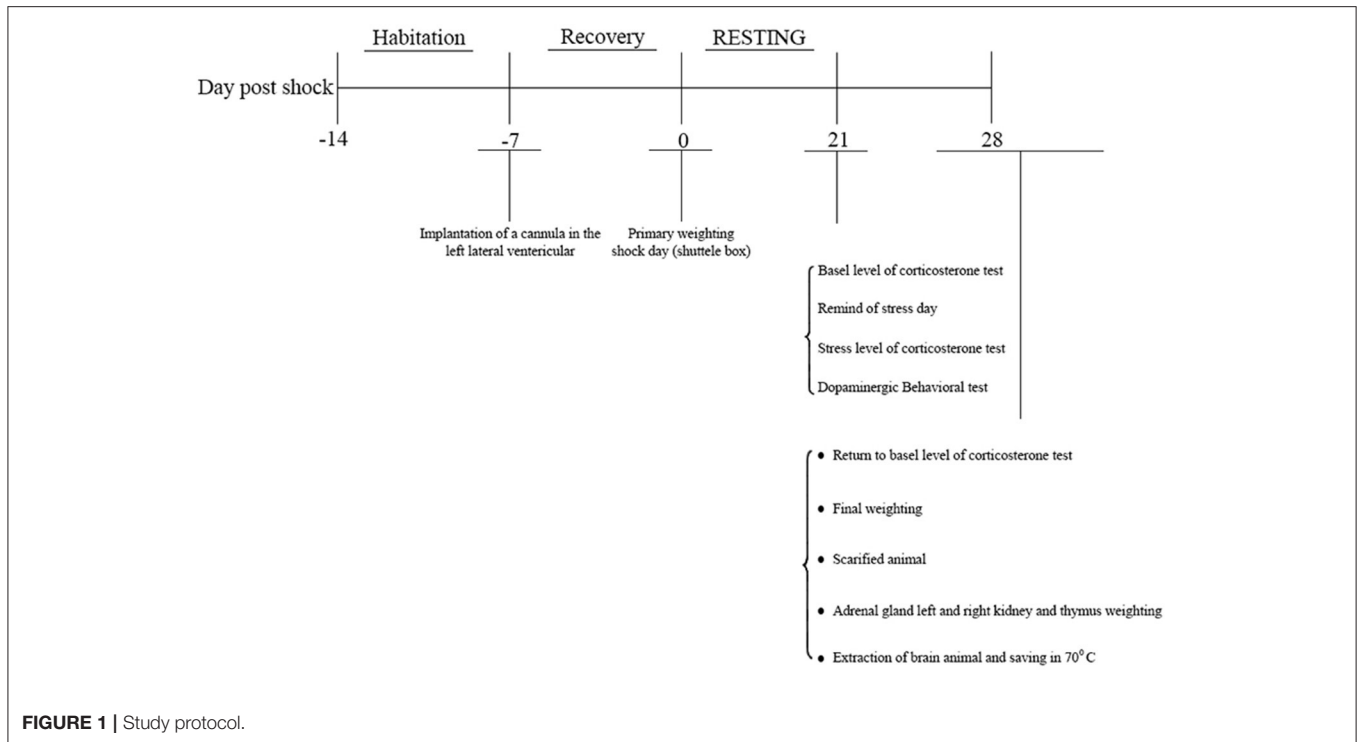 Habitation Recovery RESTING
Day post shock
-14 -7 0 21 28
Implantation of a cannula in the
left lateral ventericular
Primary weighting
shock day (shuttele box)
Basel level of corticosterone test
Remind of stress day
Stress level of corticosterone test
Dopaminergic Behavioral test
• Return to basel level of corticosterone test
• Final weighting
• Scarified animal
• Adrenal gland left and right kidney and thymus weighting
• Extraction of brain animal and saving in 70⁰ C
FIGURE 1 | Study protocol.